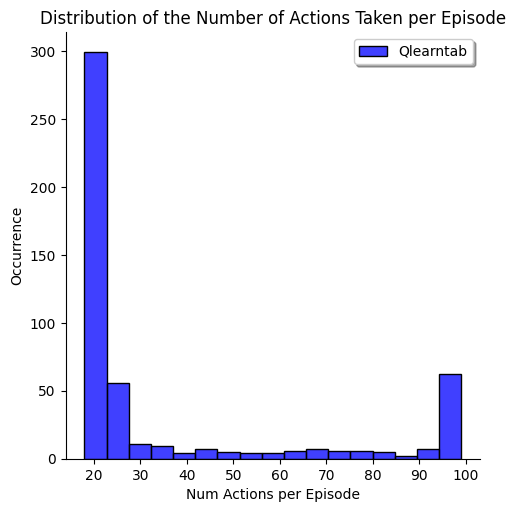 Distribution of the Number of Actions Taken per Episode
Qlearntab
300
250
200
150
100
50
0
Occurrence
20 30 40 50 60 70 80 90 100
Num Actions per Episode